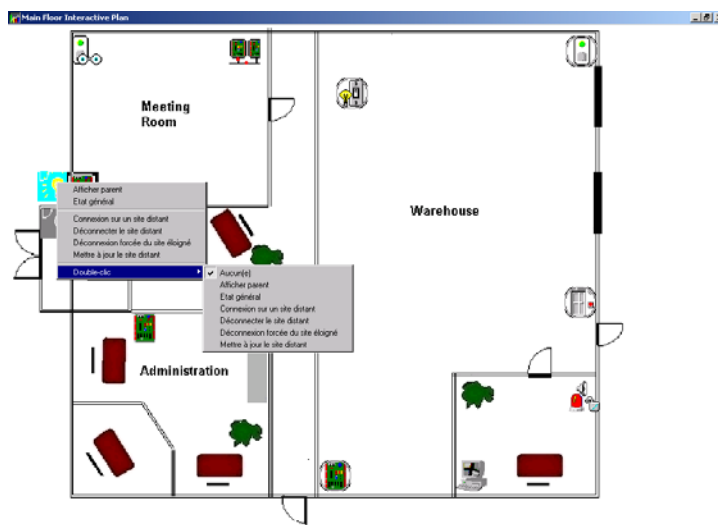 Main Floor Interactive Plan
Meeting
Room
Warehouse
Afficher parent
Etat général
Connexion sur un site distant
Déconnecter le site distant
Déconnexion forcée du site éloigné
Mettre à jour le site distant
Double-clic
Aucun(e)
Afficher parent
Etat général
Connexion sur un site distant
Déconnecter le site distant
Déconnexion forcée du site éloigné
Mettre à jour le site distant
Administration